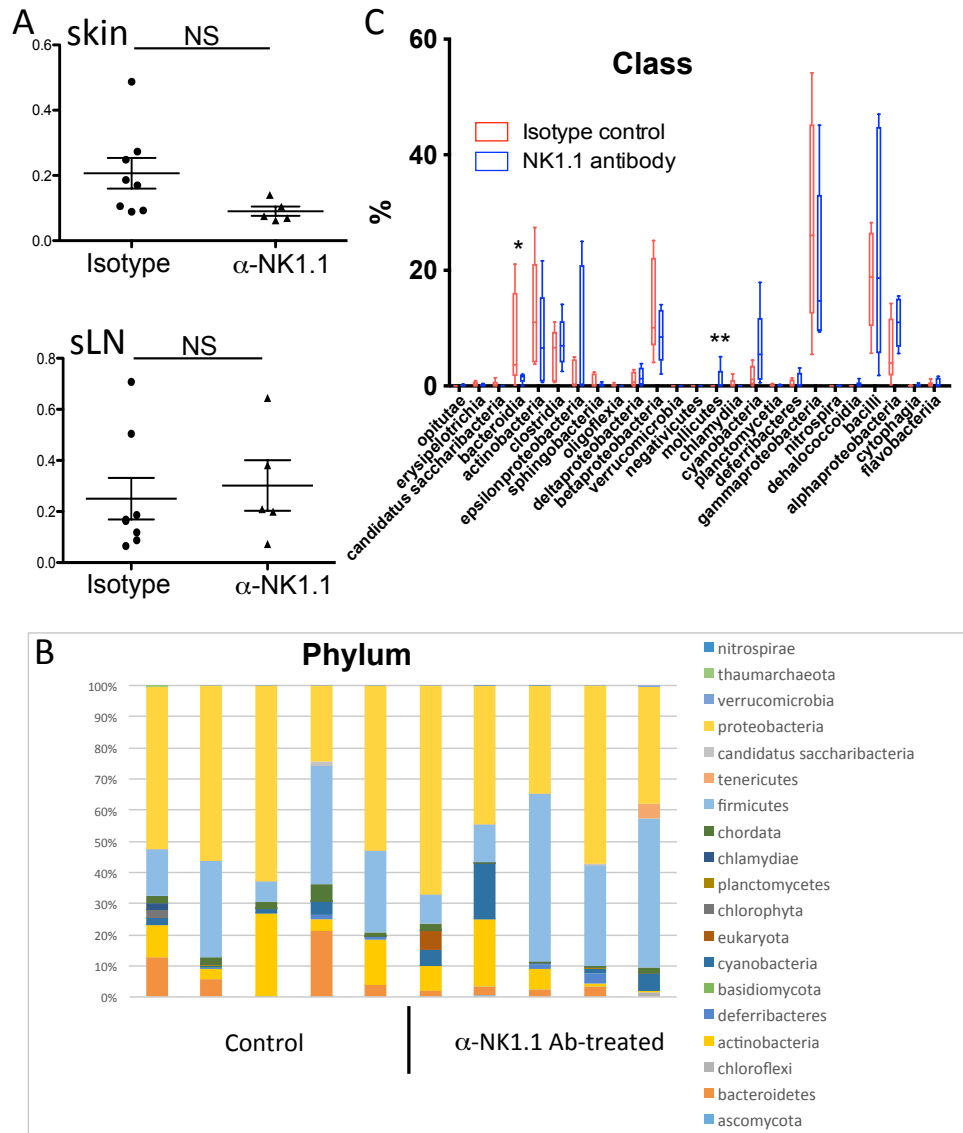 A
skin
NS
0.6
0.4
0.2
0.0
Isotype
α-NK1.1
sLN
NS
0.8
0.6
0.4
0.2
0.0
Isotype
α-NK1.1
C
Class
Isotype control
NK1.1 antibody
%
60
40
20
0
*
**
opitutae
erysipelotrichia
candidatus saccharibacteria
bacteroidia
actinobacteria
clostridia
epsilonproteobacteria
sphingobacteriia
oligoflexia
deltaproteobacteria
betaproteobacteria
verrucomicrobia
negativicutes
mollicutes
chlamydiia
cyanobacteria
planctomycetia
deferribacteres
gammaproteobacteria
nitrospira
dehalococcoidia
bacilli
alphaproteobacteria
cytophagia
flavobacteriia
B
Phylum
100%
90%
80%
70%
60%
50%
40%
30%
20%
10%
0%
Control
α-NK1.1 Ab-treated
nitrospirae
thaumarchaeota
verrucomicrobia
proteobacteria
candidatus saccharibacteria
tenericutes
firmicutes
chordata
chlamydiae
planctomycetes
chlorophyta
eukaryota
cyanobacteria
basidiomycota
deferribacteres
actinobacteria
chloroflexi
bacteroidetes
ascomycota